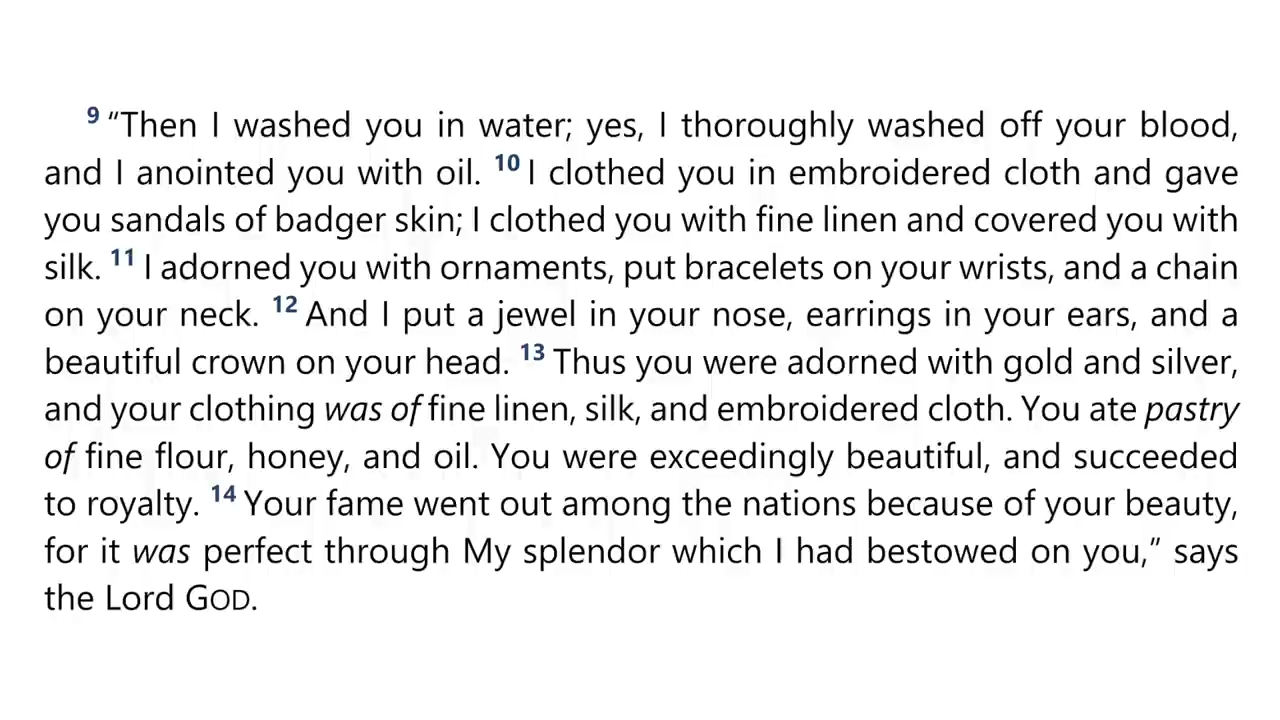 9 “Then I washed you in water; yes, I thoroughly washed off your blood,
and I anointed you with oil. 10 I clothed you in embroidered cloth and gave
you sandals of badger skin; I clothed you with fine linen and covered you with
silk. 11 I adorned you with ornaments, put bracelets on your wrists, and a chain
on your neck. 12 And I put a jewel in your nose, earrings in your ears, and a
beautiful crown on your head. 13 Thus you were adorned with gold and silver,
and your clothing was of fine linen, silk, and embroidered cloth. You ate pastry
of fine flour, honey, and oil. You were exceedingly beautiful, and succeeded
to royalty. 14 Your fame went out among the nations because of your beauty,
for it was perfect through My splendor which I had bestowed on you,” says
the Lord GOD.